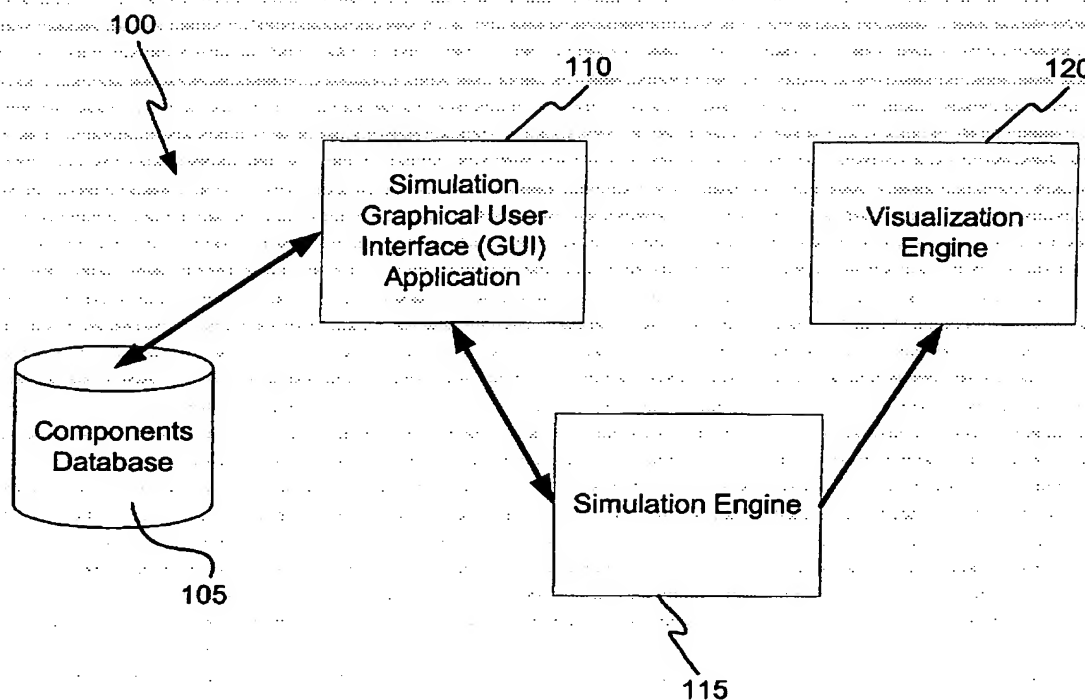 100
110
120
Simulation
Graphical User
Interface (GUI)
Application
Visualization
Engine
Components
Database
Simulation Engine
105
115